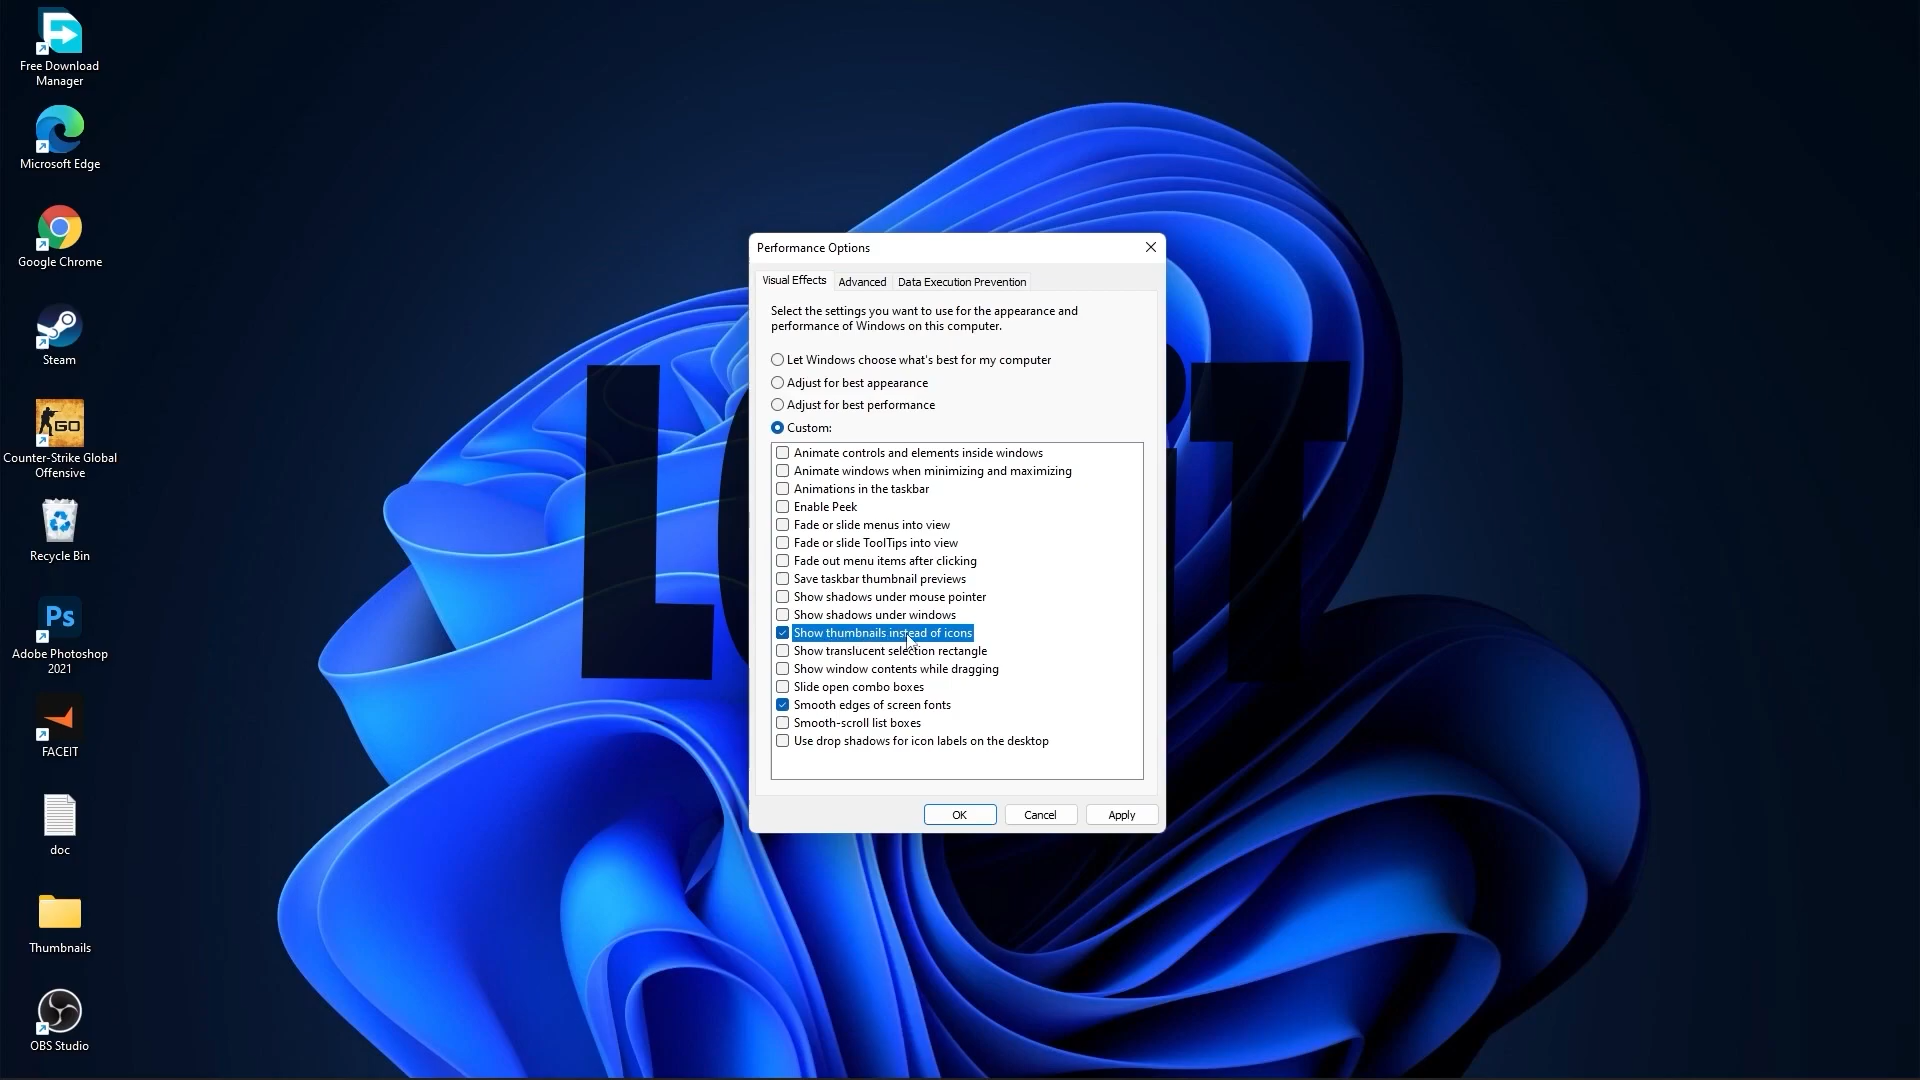 Free Download
Manager
Microsoft Edge
Google Chrome
Steam
GO
Counter-Strike Global
Offensive
Recycle Bin
Ps
Adobe Photoshop
2021
FACEIT
doc
Thumbnails
OBS Studio
Performance Options
Visual Effects
Advanced
Data Execution Prevention
Select the settings you want to use for the appearance and
performance of Windows on this computer.
Let Windows choose what's best for my computer
Adjust for best appearance
Adjust for best performance
Custom:
Animate controls and elements inside windows
Animate windows when minimizing and maximizing
Animations in the taskbar
Enable Peek
Fade or slide menus into view
Fade or slide ToolTips into view
Fade out menu items after clicking
Save taskbar thumbnail previews
Show shadows under mouse pointer
Show shadows under windows
Show thumbnails instead of icons
Show translucent selection rectangle
Show window contents while dragging
Slide open combo boxes
Smooth edges of screen fonts
Smooth-scroll list boxes
Use drop shadows for icon labels on the desktop
OK
Cancel
Apply